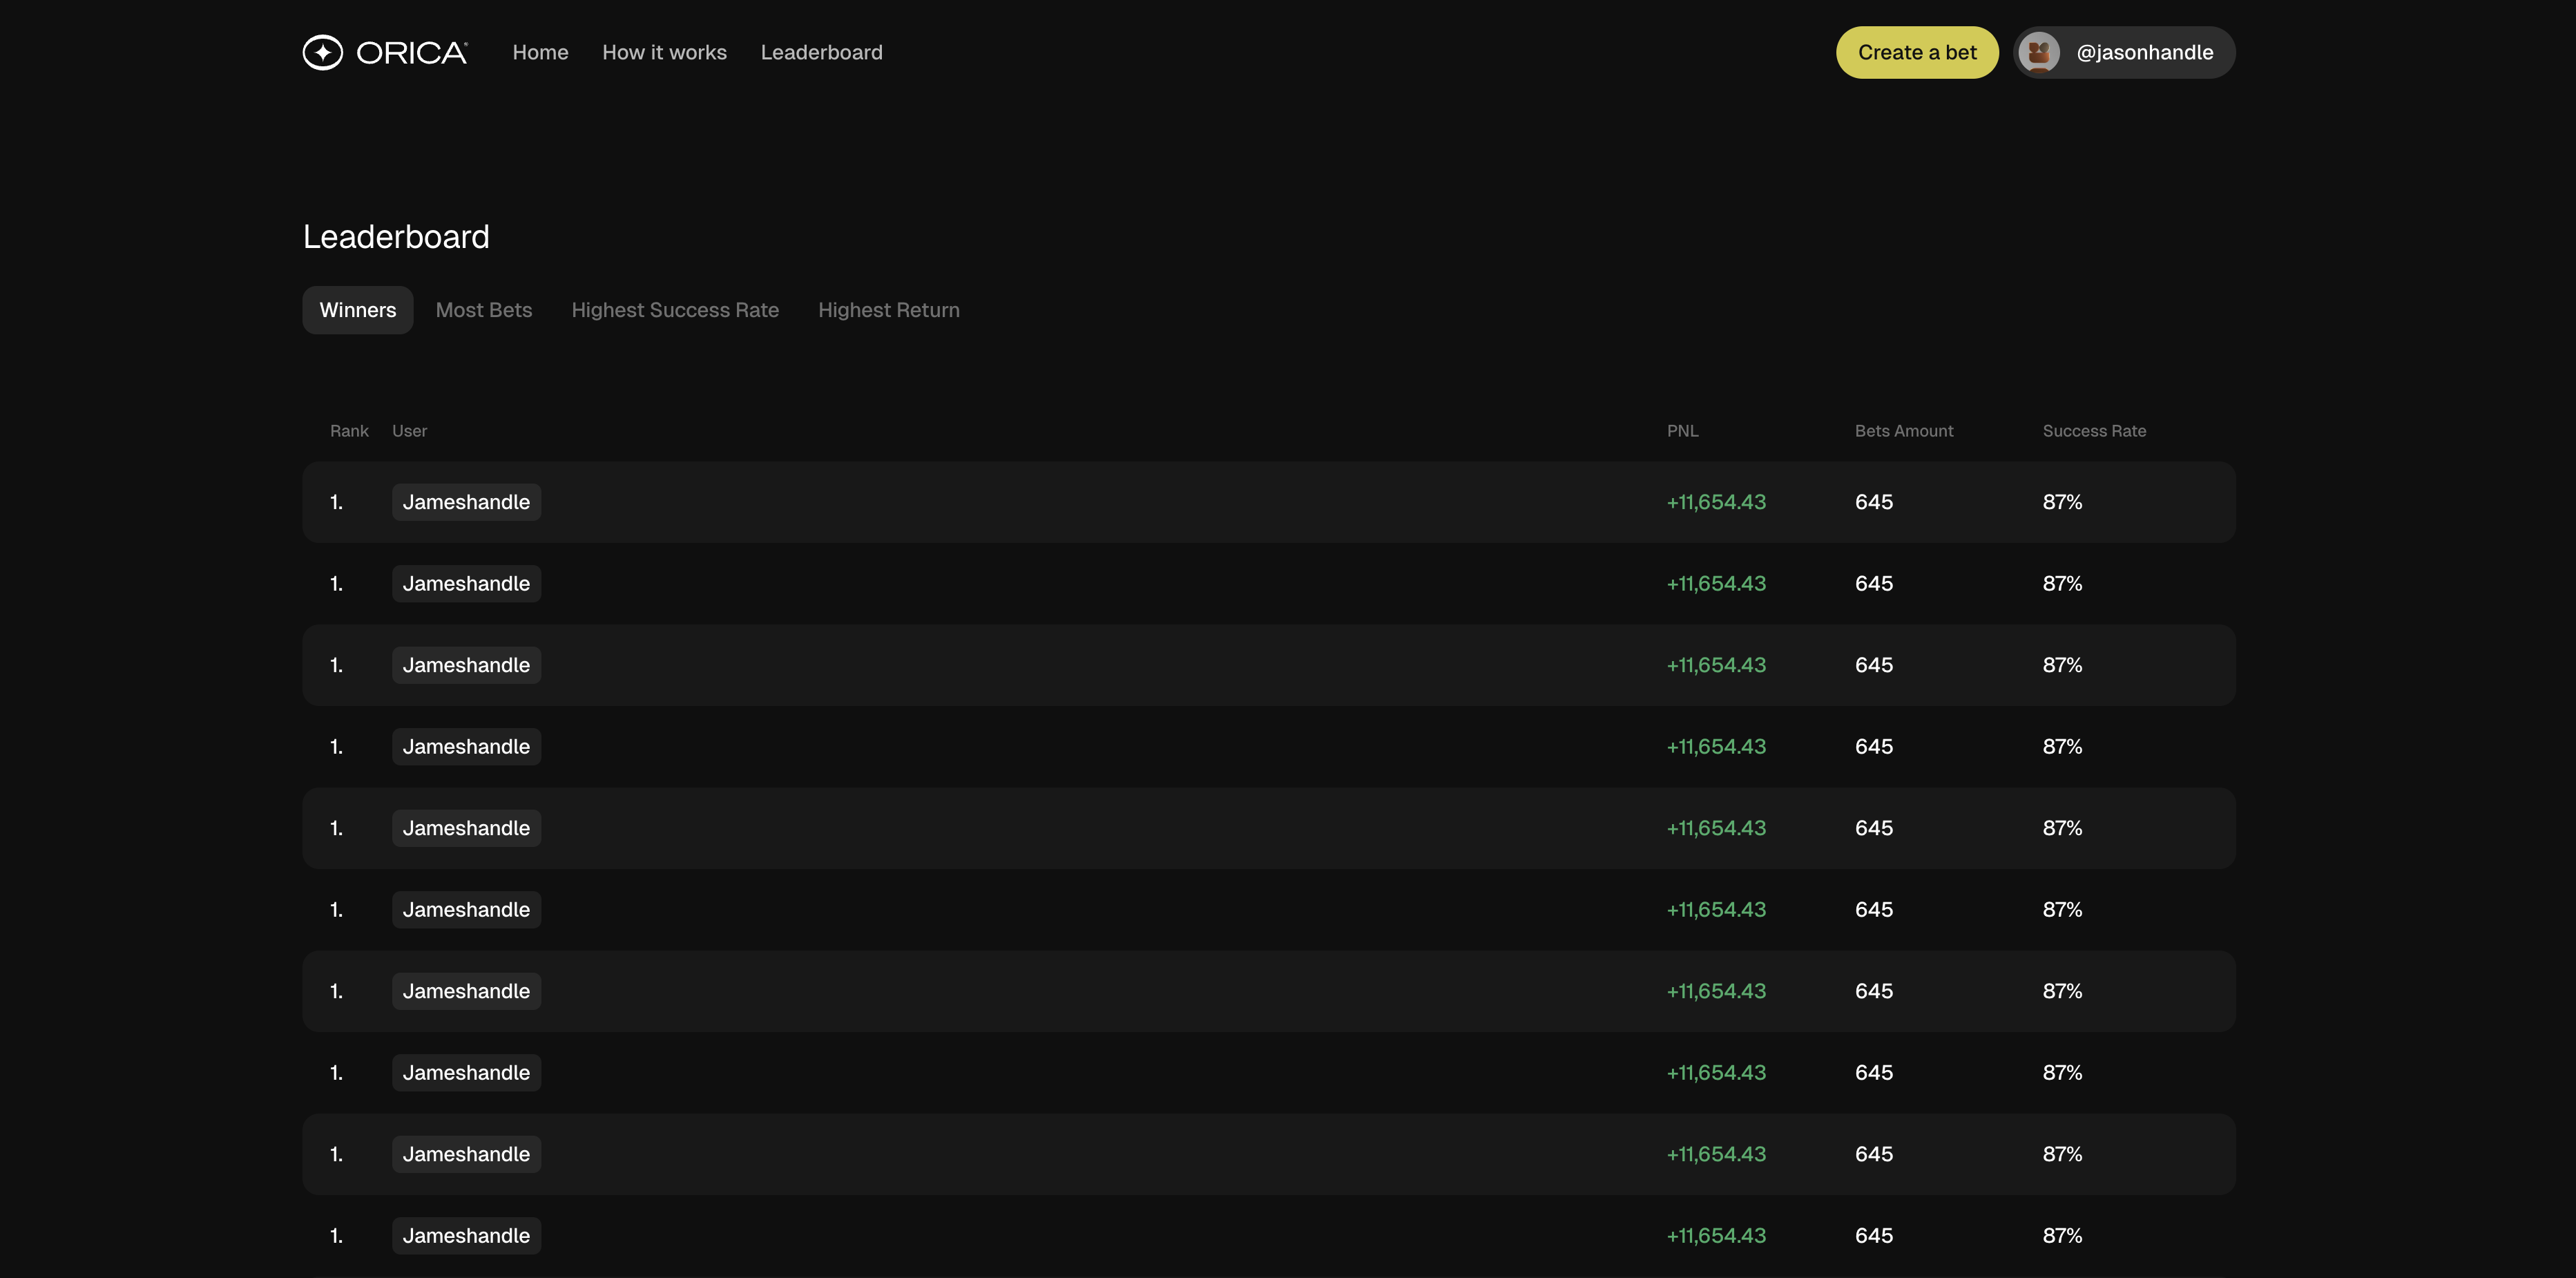 ORICA Home How it works Leaderboard Create a bet @jasonhandle
Leaderboard
Winners Most Bets Highest Success Rate Highest Return
Rank User PNL Bets Amount Success Rate
1. Jameshandle +11,654.43 645 87%
1. Jameshandle +11,654.43 645 87%
1. Jameshandle +11,654.43 645 87%
1. Jameshandle +11,654.43 645 87%
1. Jameshandle +11,654.43 645 87%
1. Jameshandle +11,654.43 645 87%
1. Jameshandle +11,654.43 645 87%
1. Jameshandle +11,654.43 645 87%
1. Jameshandle +11,654.43 645 87%
1. Jameshandle +11,654.43 645 87%